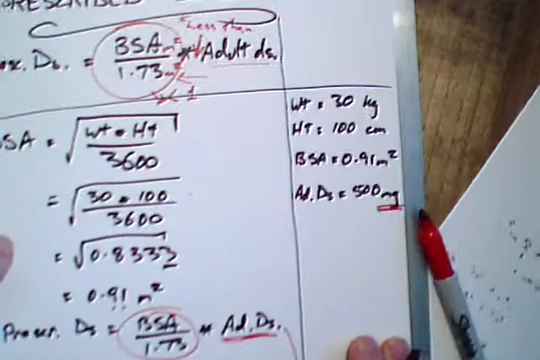 PRESCRIBED
"Less than"
Ds. = BSA m² / 1.73 m² * Adult ds.
< 1
BSA = √(wt * Ht / 3600)
= √(30 * 100 / 3600)
= √0.8333
= 0.91 m²
Prescr. Ds = BSA / 1.73 * Ad. Ds.
Wt = 30 kg
HT = 100 cm
BSA = 0.91 m²
Ad. Ds = 500 mg